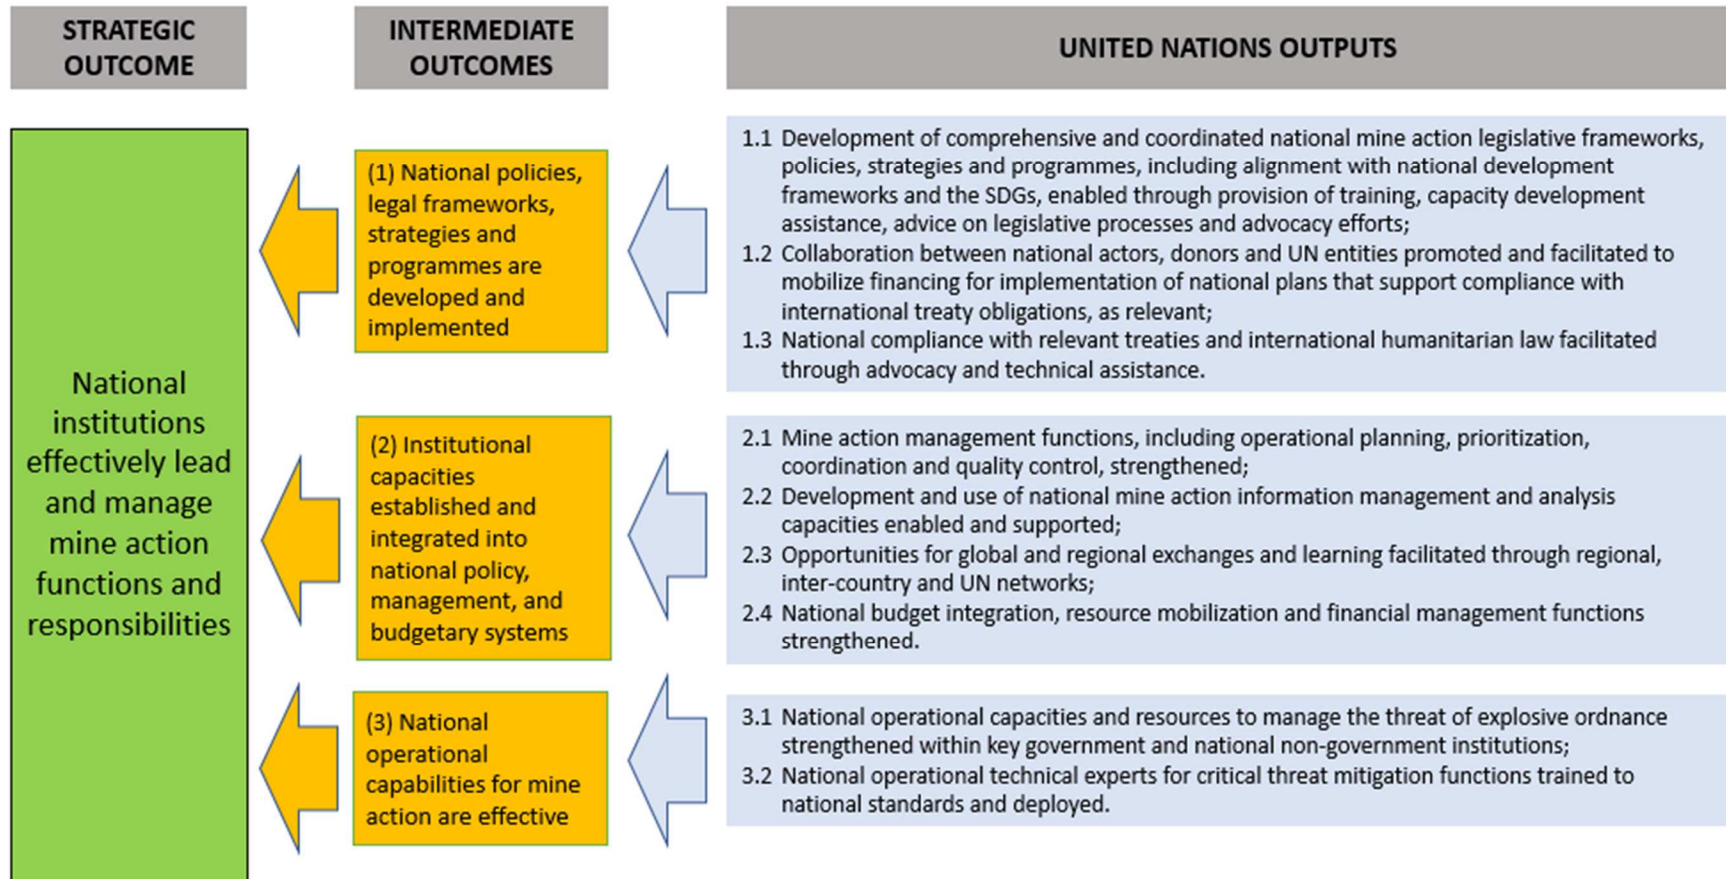 STRATEGIC
OUTCOME
INTERMEDIATE
OUTCOMES
UNITED NATIONS OUTPUTS
National
institutions
effectively lead
and manage
mine action
functions and
responsibilities
(1) National policies,
legal frameworks,
strategies and
programmes are
developed and
implemented
1.1 Development of comprehensive and coordinated national mine action legislative frameworks,
policies, strategies and programmes, including alignment with national development
frameworks and the SDGs, enabled through provision of training, capacity development
assistance, advice on legislative processes and advocacy efforts;
1.2 Collaboration between national actors, donors and UN entities promoted and facilitated to
mobilize financing for implementation of national plans that support compliance with
international treaty obligations, as relevant;
1.3 National compliance with relevant treaties and international humanitarian law facilitated
through advocacy and technical assistance.
(2) Institutional
capacities
established and
integrated into
national policy,
management, and
budgetary systems
2.1 Mine action management functions, including operational planning, prioritization,
coordination and quality control, strengthened;
2.2 Development and use of national mine action information management and analysis
capacities enabled and supported;
2.3 Opportunities for global and regional exchanges and learning facilitated through regional,
inter-country and UN networks;
2.4 National budget integration, resource mobilization and financial management functions
strengthened.
(3) National
operational
capabilities for mine
action are effective
3.1 National operational capacities and resources to manage the threat of explosive ordnance
strengthened within key government and national non-government institutions;
3.2 National operational technical experts for critical threat mitigation functions trained to
national standards and deployed.